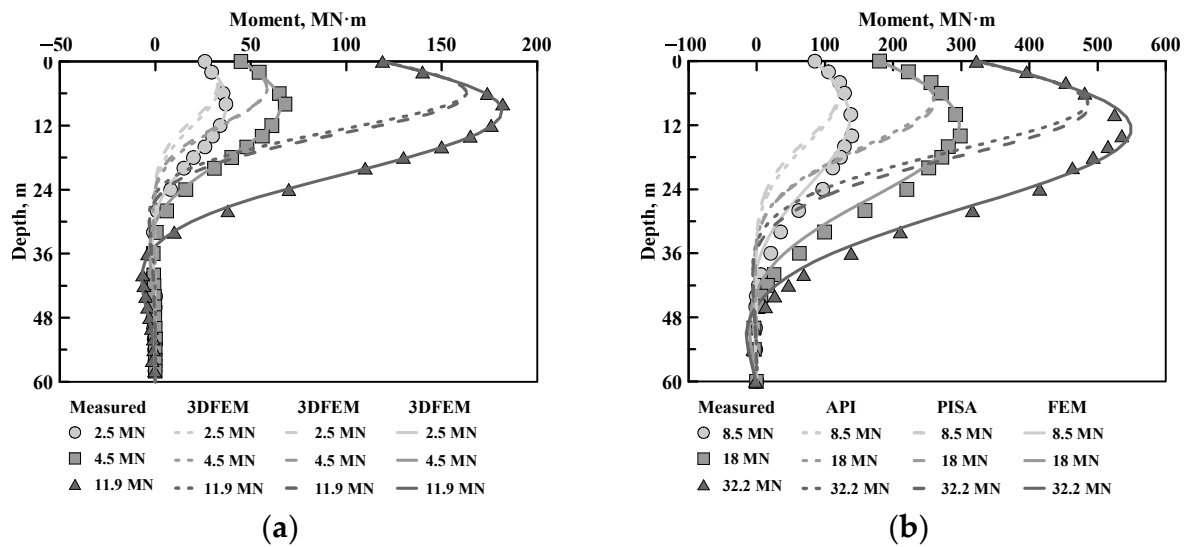 Moment, MN·m
−50 0 50 100 150 200
0
12
24
36
48
60
Depth, m
Measured 3DFEM 3DFEM 3DFEM
2.5 MN 2.5 MN 2.5 MN 2.5 MN
4.5 MN 4.5 MN 4.5 MN 4.5 MN
11.9 MN 11.9 MN 11.9 MN 11.9 MN
(a)
Moment, MN·m
−100 0 100 200 300 400 500 600
0
12
24
36
48
60
Depth, m
Measured API PISA FEM
8.5 MN 8.5 MN 8.5 MN 8.5 MN
18 MN 18 MN 18 MN 18 MN
32.2 MN 32.2 MN 32.2 MN 32.2 MN
(b)